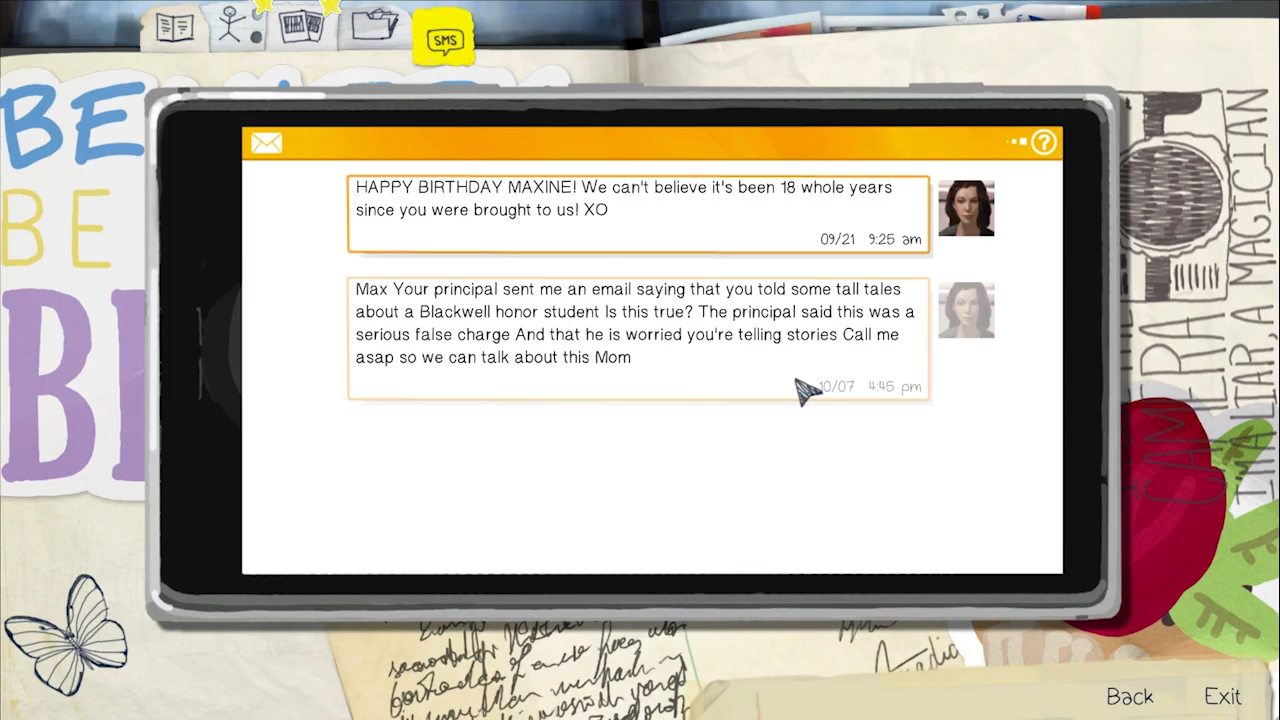 SMS
BE
BE
HAPPY BIRTHDAY MAXINE! We can't believe it's been 18 whole years
since you were brought to us! XO
09/21 9:25 am
Max Your principal sent me an email saying that you told some tall tales
about a Blackwell honor student Is this true? The principal said this was a
serious false charge And that he is worried you're telling stories Call me
asap so we can talk about this Mom
10/07 4:45 pm
CAMERA
I'M A LIAR, A MAGICIAN
Back Exit